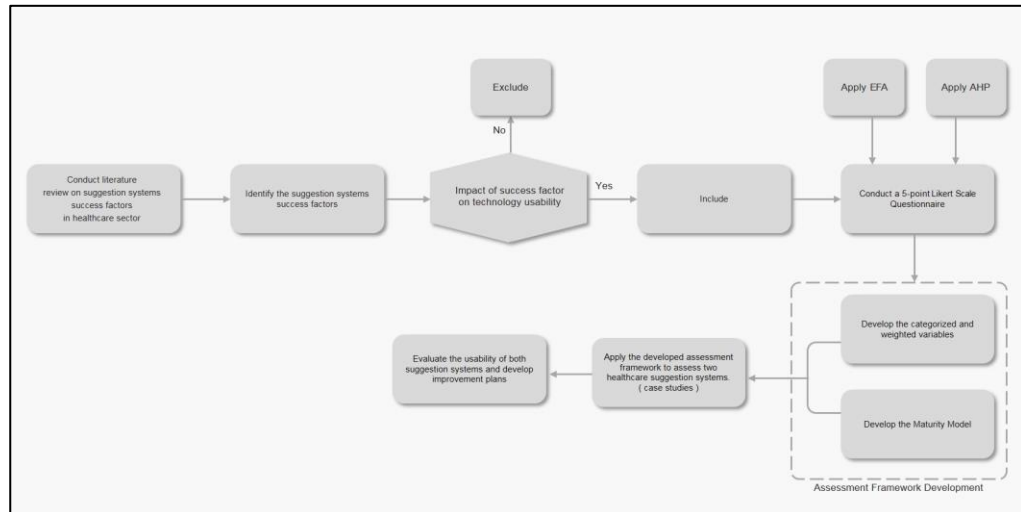 Exclude
Apply EFA
Apply AHP
No
Conduct literature
review on suggestion systems
success factors
in healthcare sector
Identify the suggestion systems
success factors
Impact of success factor
on technology usability
Yes
Include
Conduct a 5-point Likert Scale
Questionnaire
Develop the categorized and
weighted variables
Evaluate the usability of both
suggestion systems and develop
improvement plans
Apply the developed assessment
framework to assess two
healthcare suggestion systems.
( case studies )
Develop the Maturity Model
Assessment Framework Development